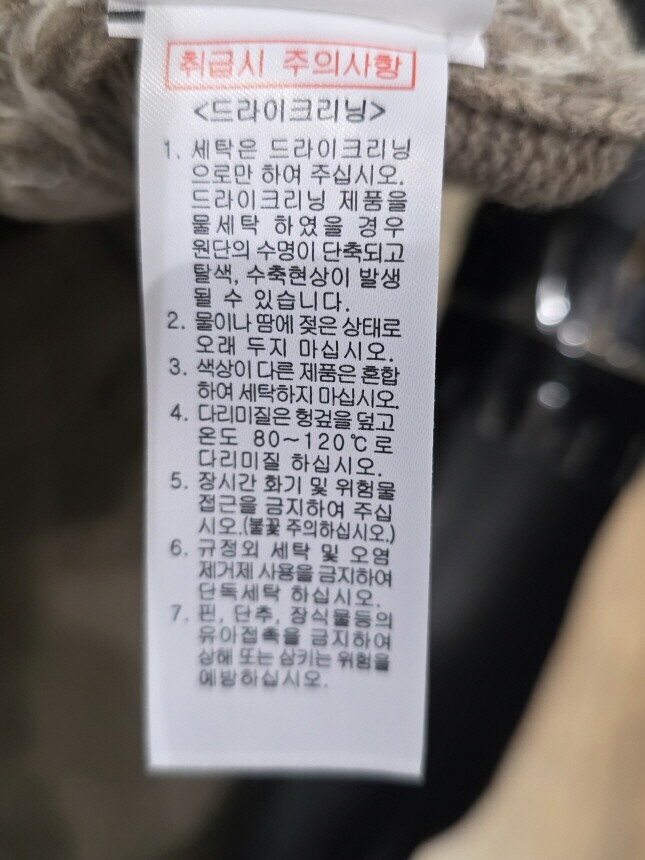 취급시 주의사항
<드라이크리닝>
1. 세탁은 드라이크리닝
으로만 하여 주십시오.
드라이크리닝 제품을
물세탁 하였을 경우
원단의 수명이 단축되고
탈색, 수축현상이 발생
될 수 있습니다.
2. 물이나 땀에 젖은 상태로
오래 두지 마십시오.
3. 색상이 다른 제품은 혼합
하여 세탁하지 마십시오.
4. 다리미질은 헝겊을 덮고
온도 80~120℃로
다리미질 하십시오.
5. 장시간 화기 및 위험물
접근을 금지하여 주십
시오.(불꽃 주의하십시오.)
6. 규정외 세탁 및 오염
제거제 사용을 금지하여
단독세탁 하십시오.
7. 핀, 단추, 장식물등의
유아접촉을 금지하여
상해 또는 삼키는 위험을
예방하십시오.